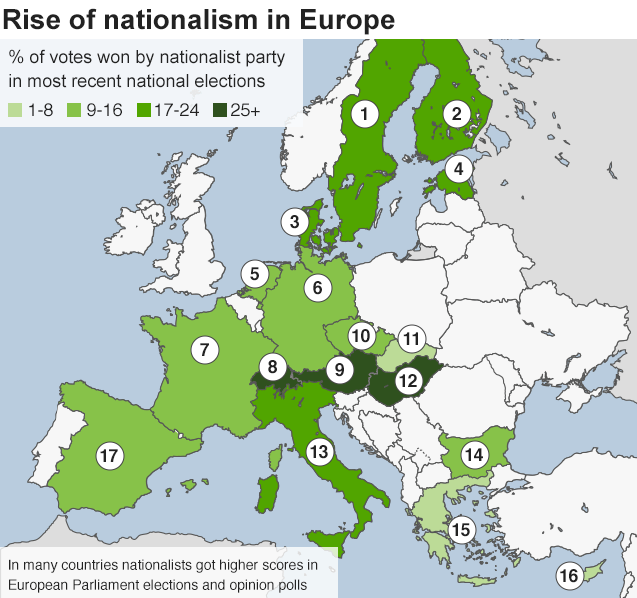 Rise of nationalism in Europe
% of votes won by nationalist party
in most recent national elections
1-8 9-16 17-24 25+
1
2
4
3
5
6
10
11
7
8
9
12
13
17
14
15
16
In many countries nationalists got higher scores in
European Parliament elections and opinion polls